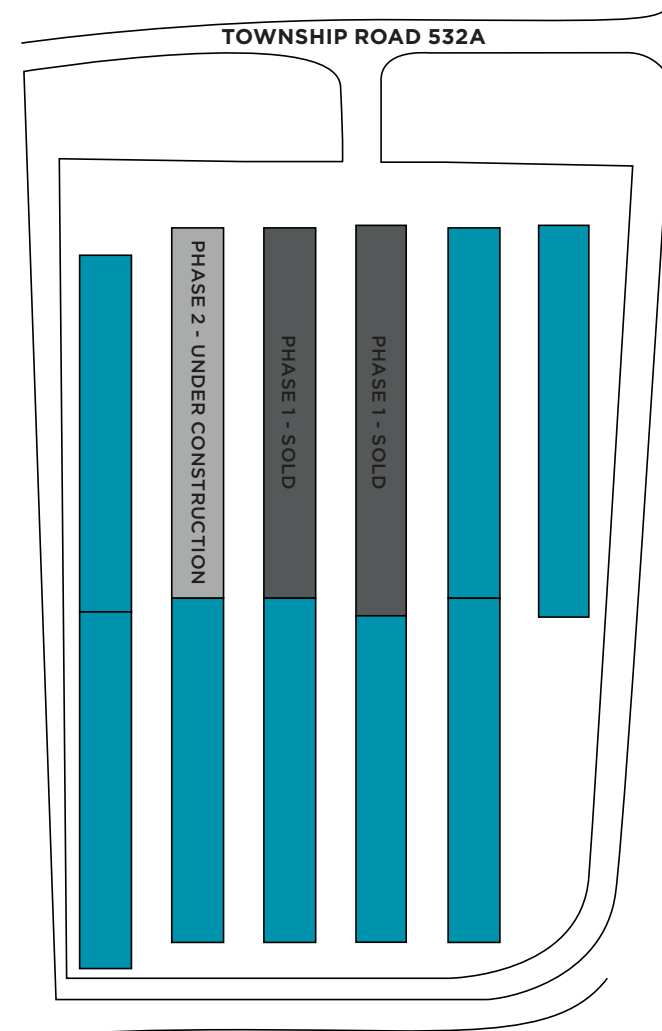 TOWNSHIP ROAD 532A
PHASE 2 - UNDER CONSTRUCTION
PHASE 1 - SOLD
PHASE 1 - SOLD